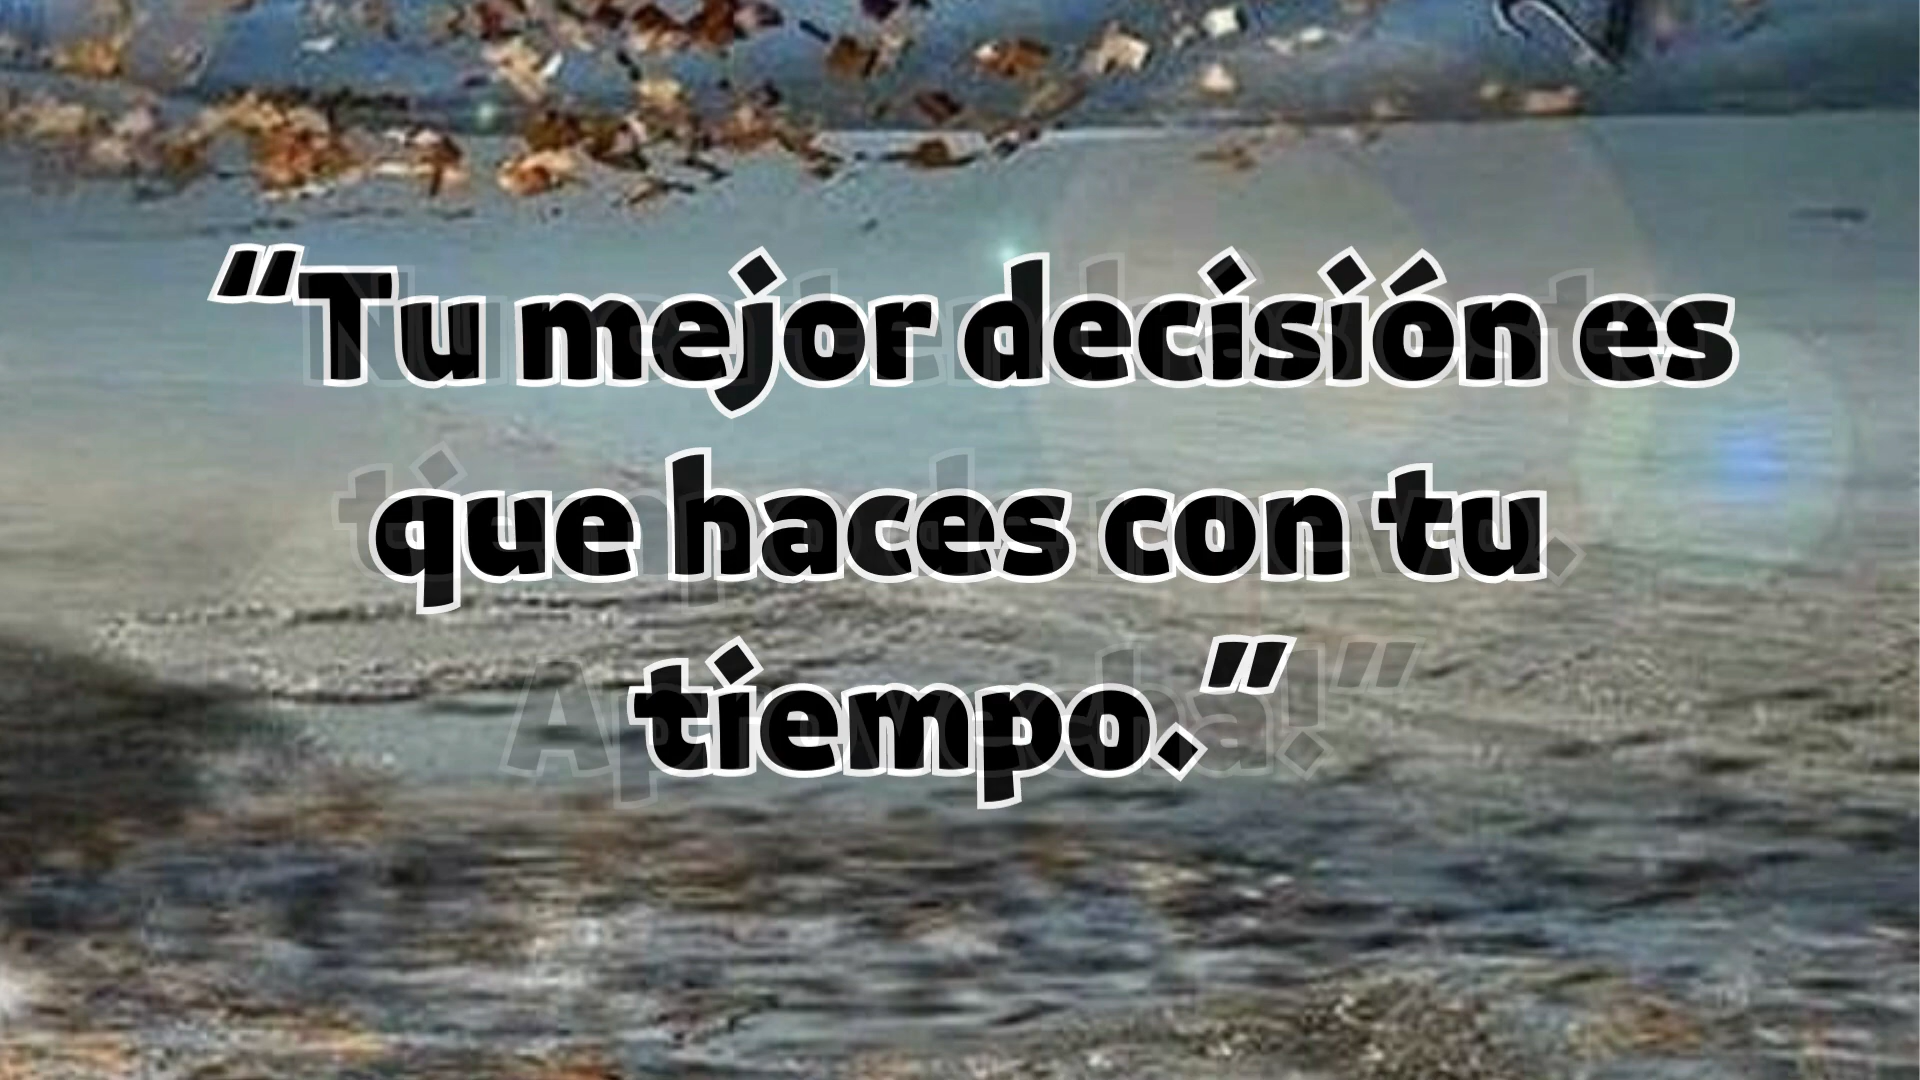 “Tu mejor decisión es
que haces con tu
tiempo.”